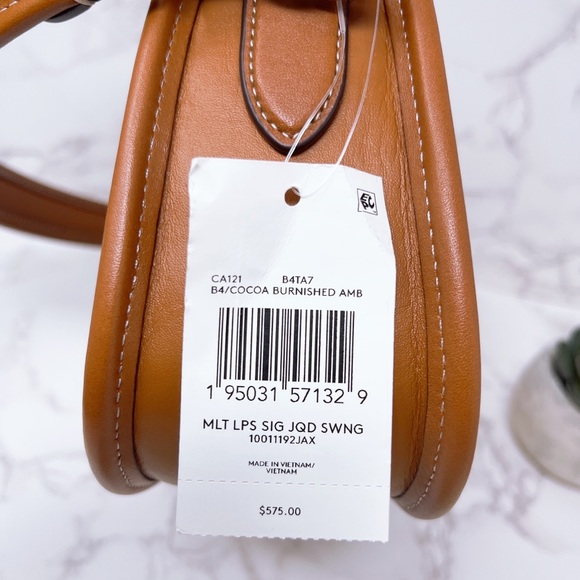 CA121 B4TA7
B4/COCOA BURNISHED AMB
1 95031 57132 9
MLT LPS SIG JQD SWNG
10011192JAX
MADE IN VIETNAM/
VIETNAM
$575.00